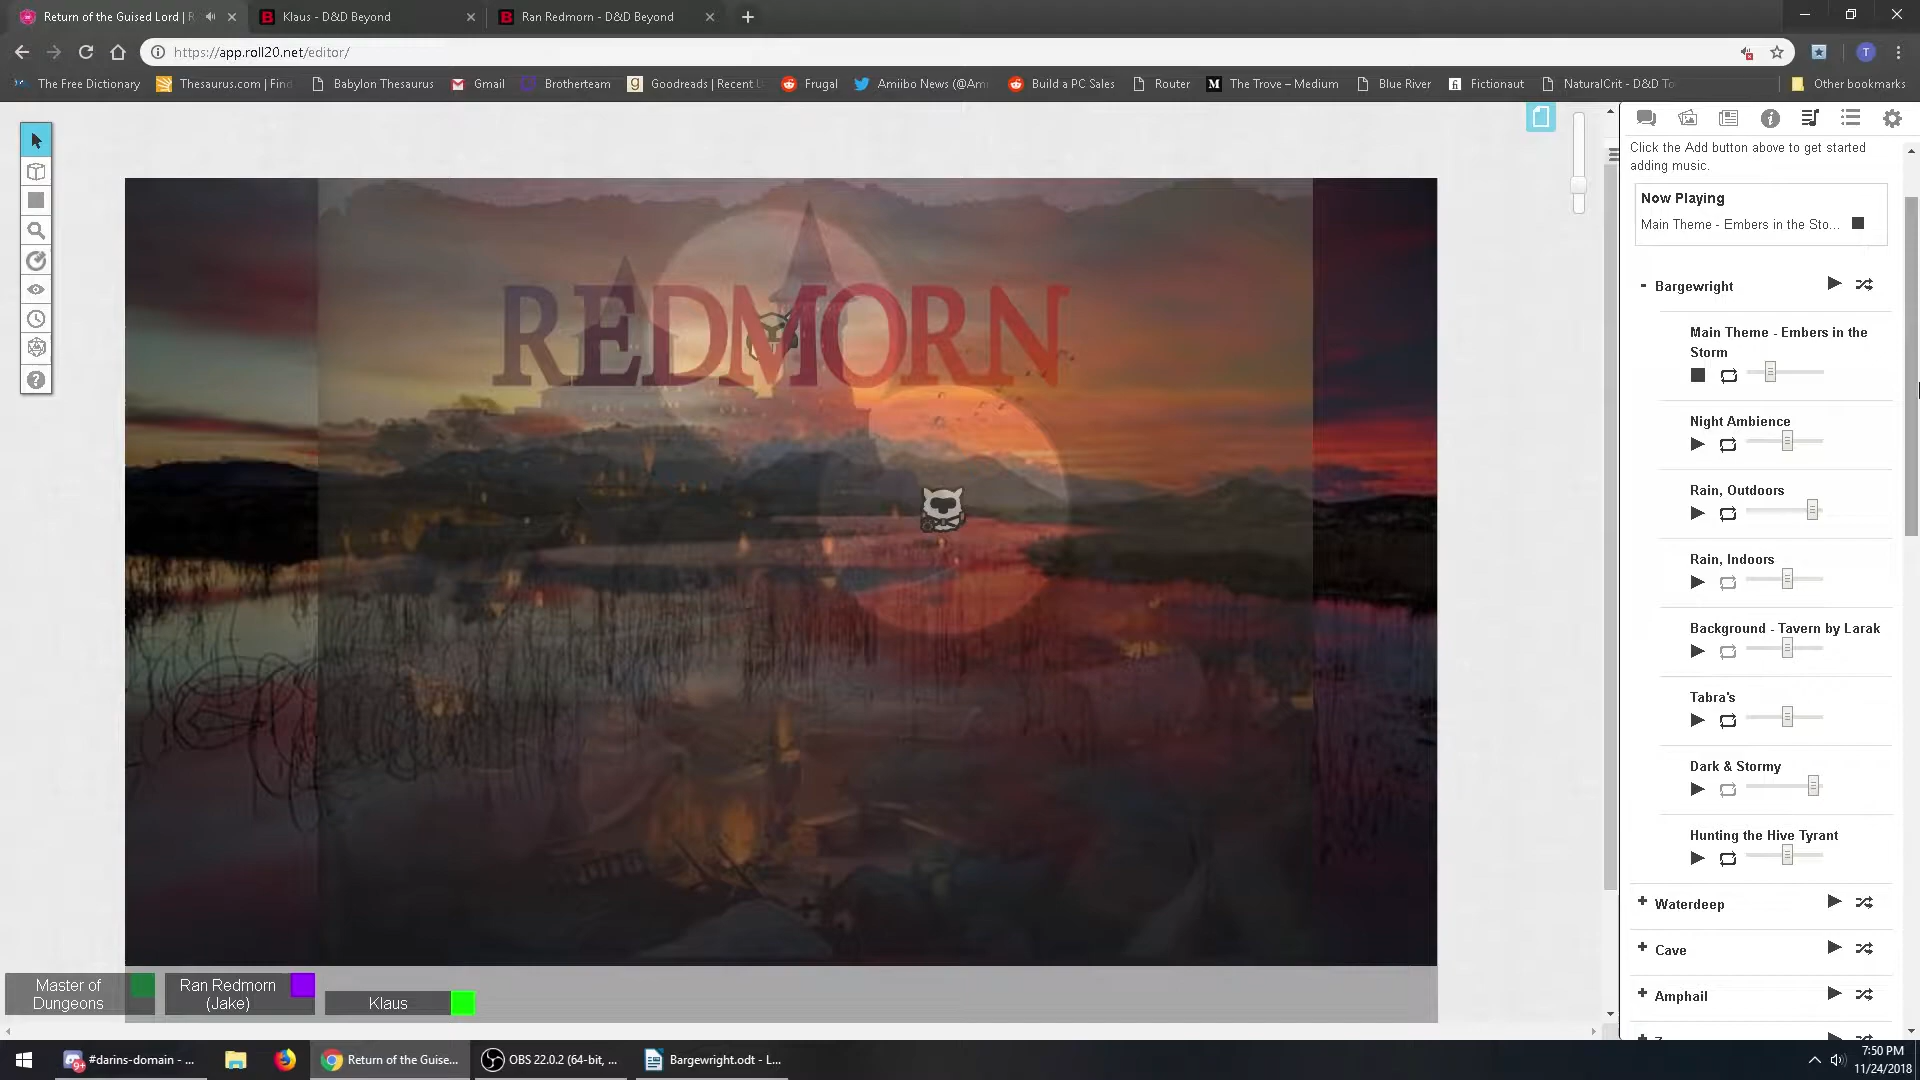 Return of the Guised Lord | R
Klaus - D&D Beyond
Ran Redmorn - D&D Beyond
https://app.roll20.net/editor/
T
The Free Dictionary
Thesaurus.com | Find
Babylon Thesaurus
Gmail
Brotherteam
Goodreads | Recent U
Frugal
Amiibo News (@Ami
Build a PC Sales
Router
The Trove – Medium
Blue River
Fictionaut
NaturalCrit - D&D To
Other bookmarks
Click the Add button above to get started
adding music.
Now Playing
Main Theme - Embers in the Sto...
- Bargewright
Main Theme - Embers in the
Storm
Night Ambience
Rain, Outdoors
Rain, Indoors
Background - Tavern by Larak
Tabra's
Dark & Stormy
Hunting the Hive Tyrant
+ Waterdeep
+ Cave
+ Amphail
REDMORN
Master of
Dungeons
Ran Redmorn
(Jake)
Klaus
9+
#darins-domain - ...
Return of the Guise...
OBS 22.0.2 (64-bit, ...
Bargewright.odt - L...
7:50 PM
11/24/2018